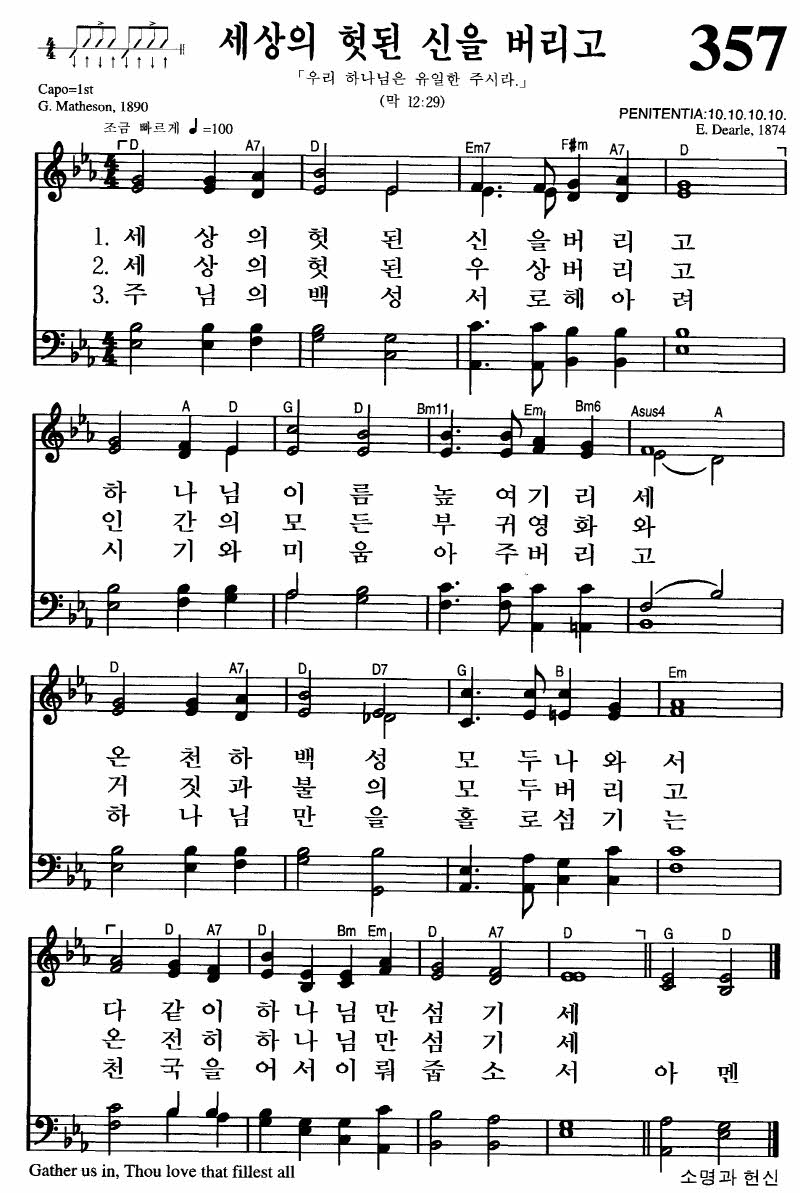 세상의 헛된 신을 버리고 357
「우리 하나님은 유일한 주시라.」
(막 12:29)
Capo=1st
G. Matheson, 1890
PENITENTIA:10.10.10.10.
E. Dearle, 1874
조금 빠르게 ♩=100
4/4
D A7 D Em7 F#m A7 D
1. 세 상 의 헛 된 신 을 버 리 고
2. 세 상 의 헛 된 우 상 버 리 고
3. 주 님 의 백 성 서 로 헤 아 려
A D G D Bm11 Em Bm6 Asus4 A
하 나 님 이 름 높 여 기 리 세
인 간 의 모 든 부 귀 영 화 와
시 기 와 미 움 아 주 버 리 고
D A7 D D7 G B Em
온 천 하 백 성 모 두 나 와 서
거 짓 과 불 의 모 두 버 리 고
하 나 님 만 을 홀 로 섬 기 는
D A7 D Bm Em D A7 D G D
다 같 이 하 나 님 만 섬 기 세
온 전 히 하 나 님 만 섬 기 세
천 국 을 어 서 이 뤄 줍 소 서 아 멘
Gather us in, Thou love that fillest all
소명과 헌신